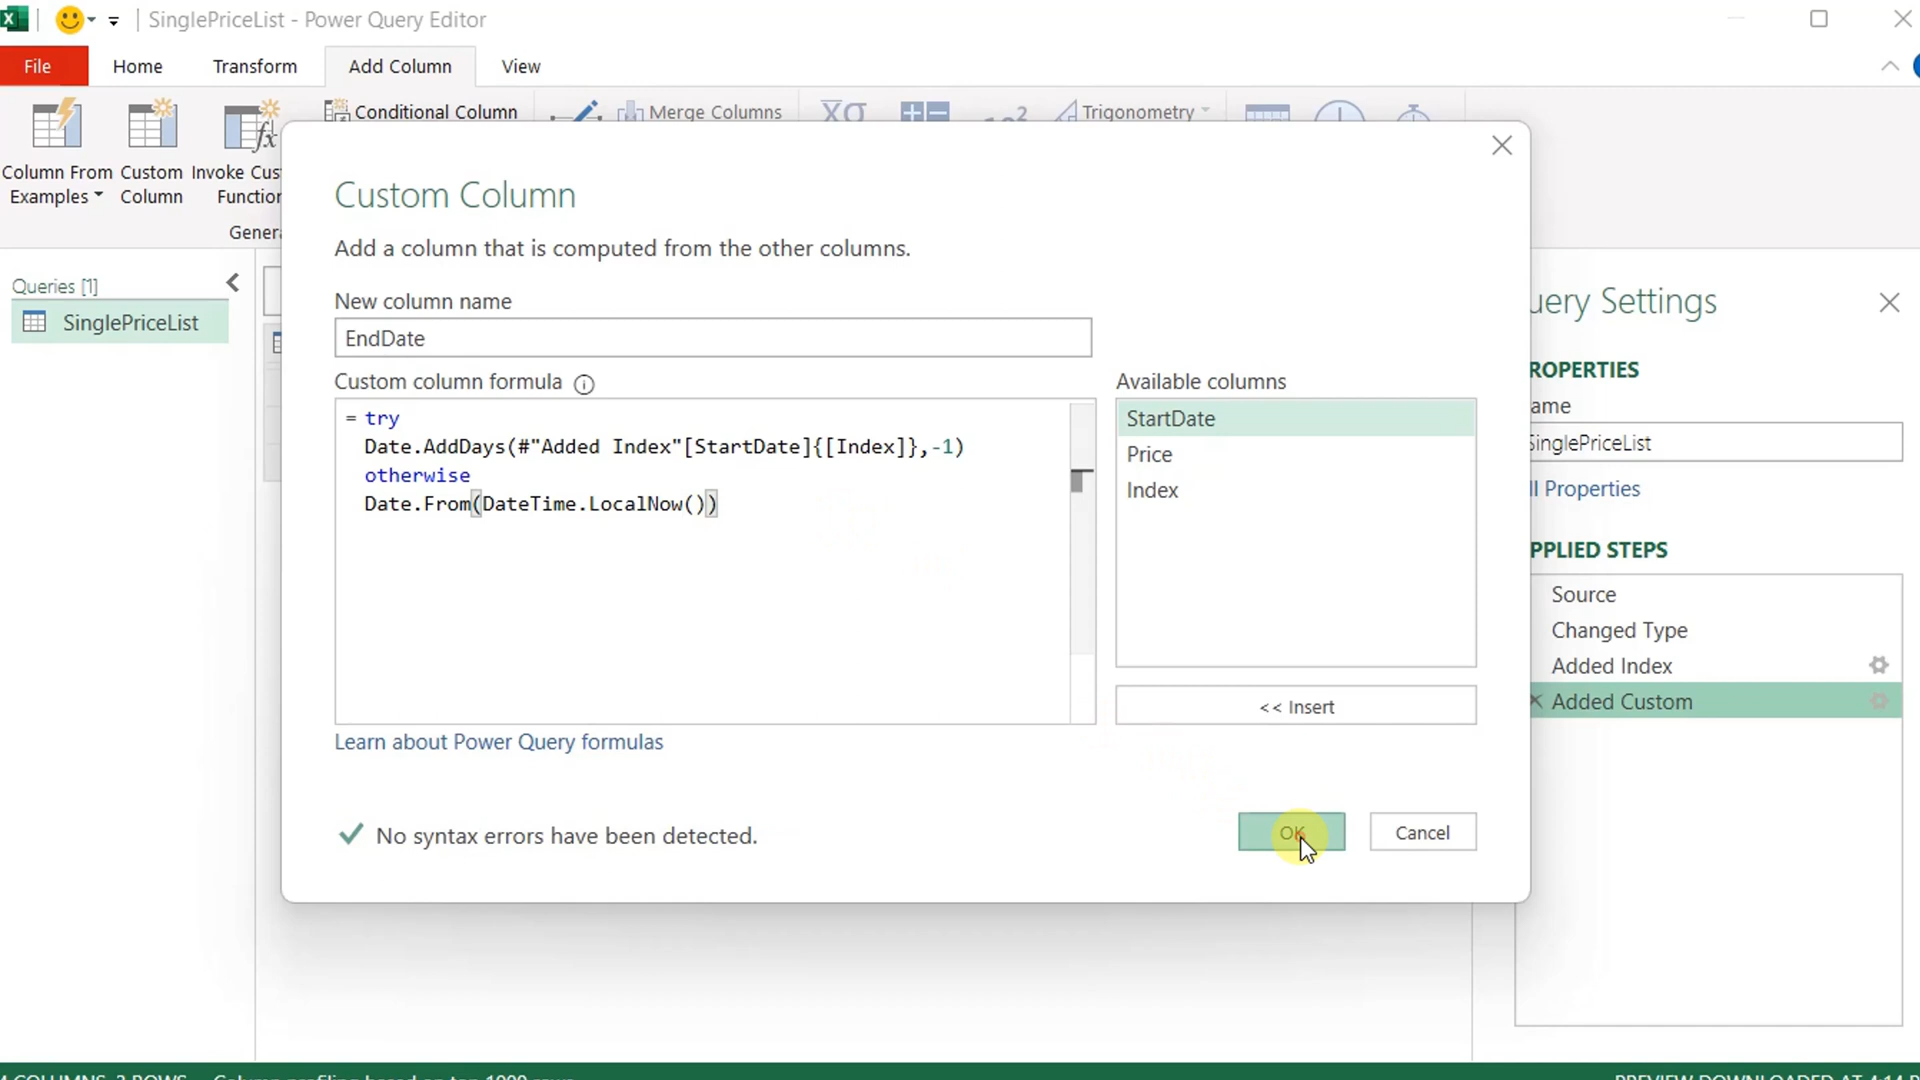 SinglePriceList - Power Query Editor
File
Home
Transform
Add Column
View
Conditional Column
Merge Columns
Trigonometry
Column From
Examples
Custom
Column
Invoke Cus
Function
Genera
Queries [1]
SinglePriceList
Custom Column
Add a column that is computed from the other columns.
New column name
EndDate
Custom column formula
= try
Date.AddDays(#"Added Index"[StartDate]{[Index]},-1)
otherwise
Date.From(DateTime.LocalNow())
Available columns
StartDate
Price
Index
<< Insert
Learn about Power Query formulas
No syntax errors have been detected.
OK
Cancel
uery Settings
ROPERTIES
ame
SinglePriceList
ll Properties
PPLIED STEPS
Source
Changed Type
Added Index
Added Custom